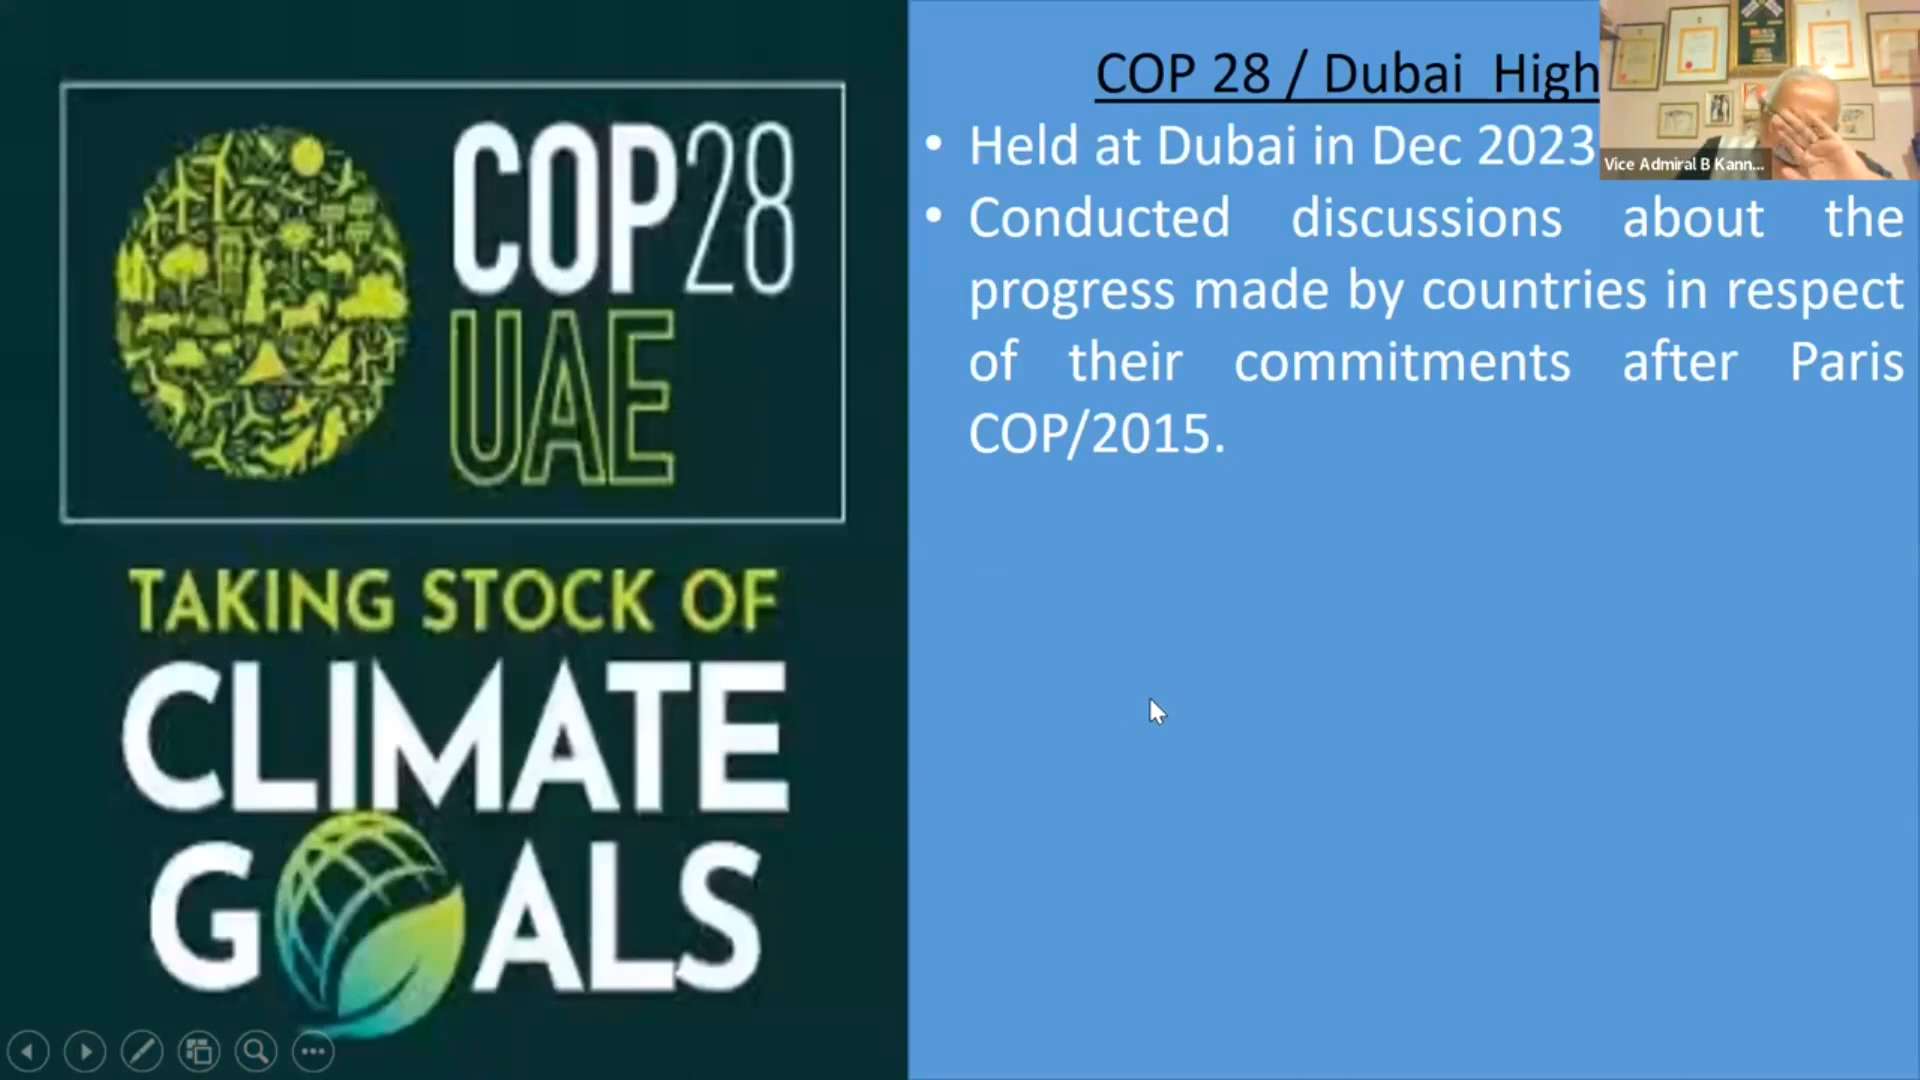 COP28
UAE
TAKING STOCK OF
CLIMATE
GOALS
COP 28 / Dubai High
• Held at Dubai in Dec 2023
• Conducted discussions about the
progress made by countries in respect
of their commitments after Paris
COP/2015.
Vice Admiral B Kann...